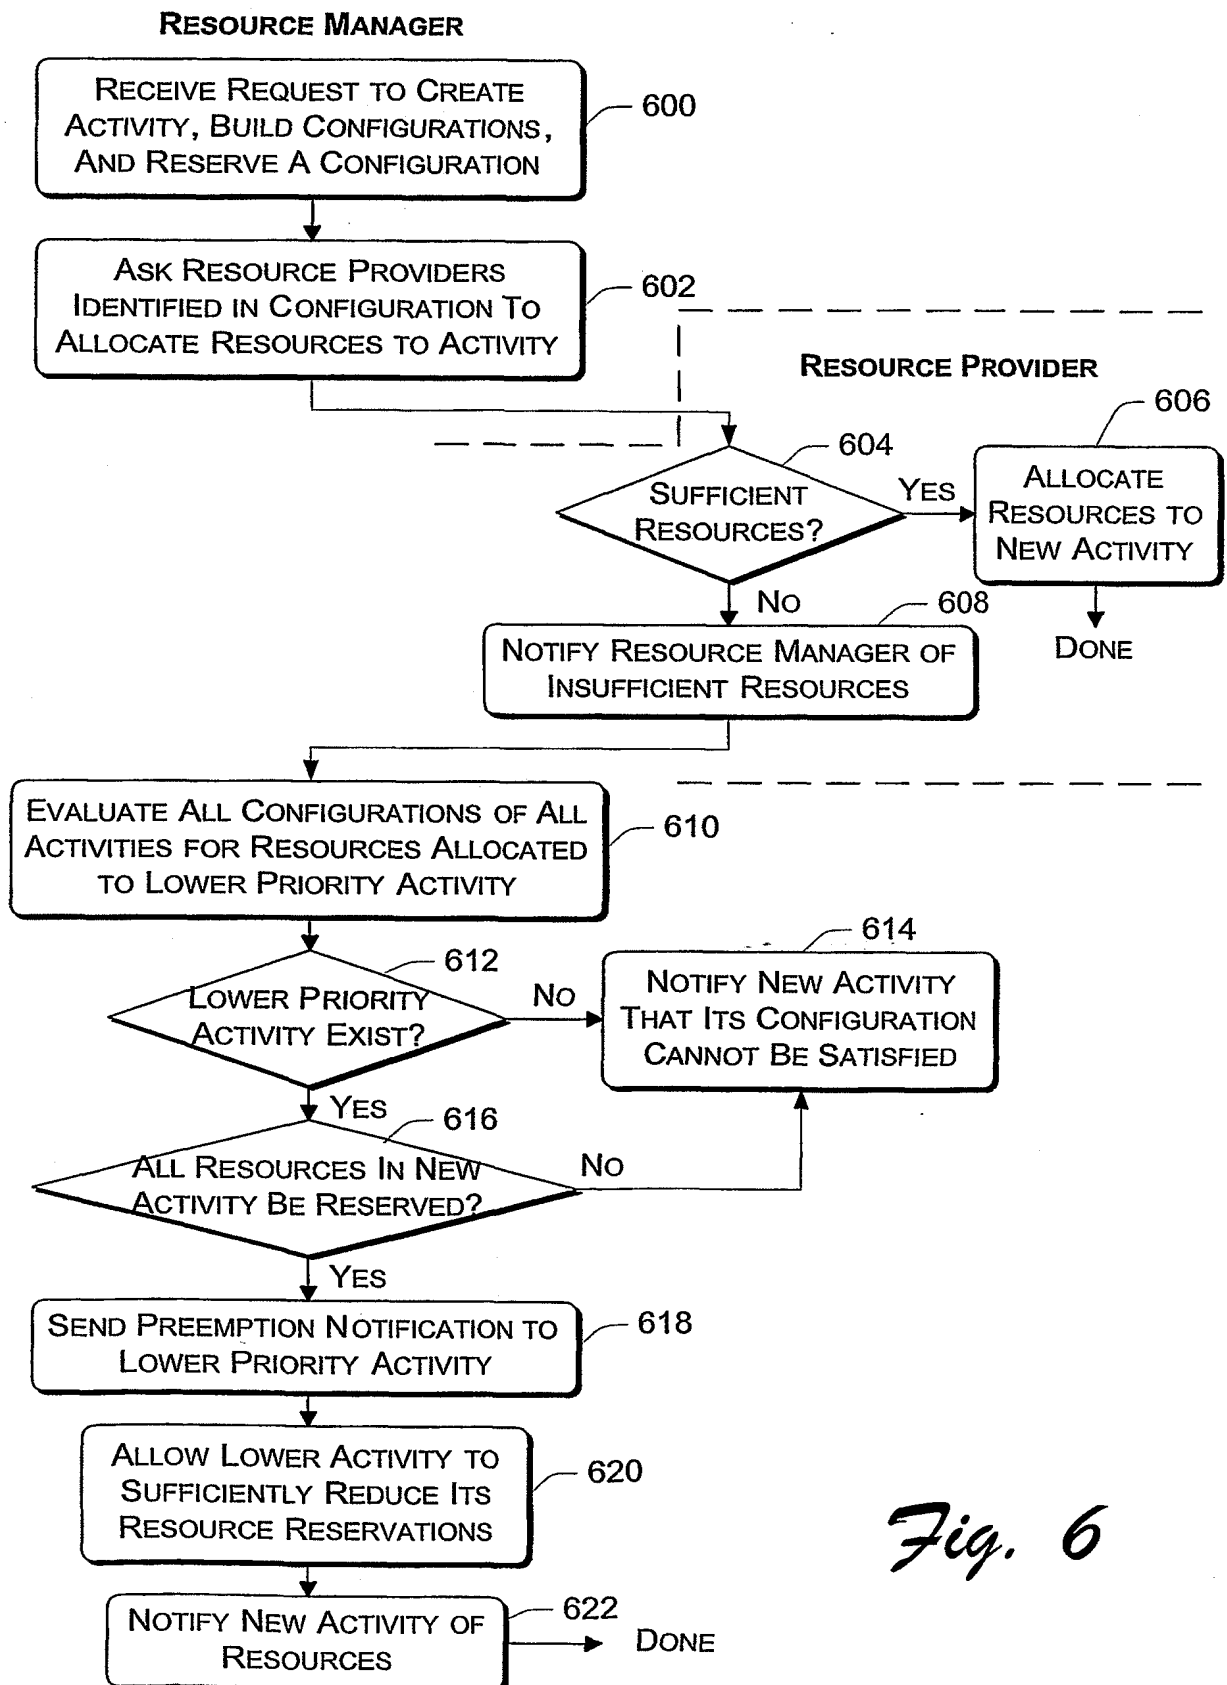 RESOURCE MANAGER
RECEIVE REQUEST TO CREATE
ACTIVITY, BUILD CONFIGURATIONS,
AND RESERVE A CONFIGURATION
600
ASK RESOURCE PROVIDERS
IDENTIFIED IN CONFIGURATION TO
ALLOCATE RESOURCES TO ACTIVITY
602
RESOURCE PROVIDER
604
SUFFICIENT
RESOURCES?
YES
606
ALLOCATE
RESOURCES TO
NEW ACTIVITY
DONE
NO
608
NOTIFY RESOURCE MANAGER OF
INSUFFICIENT RESOURCES
EVALUATE ALL CONFIGURATIONS OF ALL
ACTIVITIES FOR RESOURCES ALLOCATED
TO LOWER PRIORITY ACTIVITY
610
612
LOWER PRIORITY
ACTIVITY EXIST?
NO
614
NOTIFY NEW ACTIVITY
THAT ITS CONFIGURATION
CANNOT BE SATISFIED
YES
616
ALL RESOURCES IN NEW
ACTIVITY BE RESERVED?
NO
YES
SEND PREEMPTION NOTIFICATION TO
LOWER PRIORITY ACTIVITY
618
ALLOW LOWER ACTIVITY TO
SUFFICIENTLY REDUCE ITS
RESOURCE RESERVATIONS
620
NOTIFY NEW ACTIVITY OF
RESOURCES
622
DONE
Fig. 6